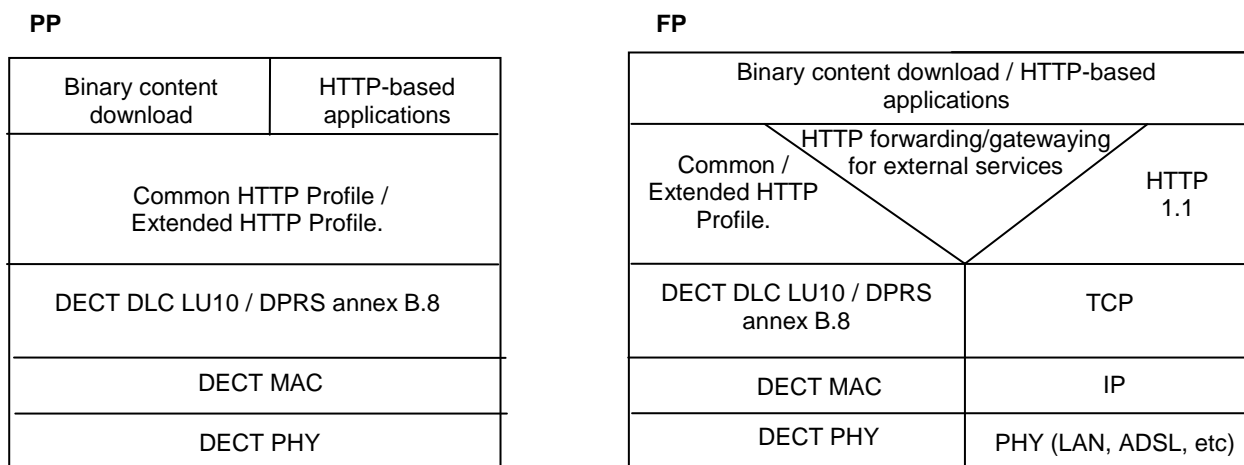 PP
Binary content
download
HTTP-based
applications
Common HTTP Profile /
Extended HTTP Profile.
DECT DLC LU10 / DPRS annex B.8
DECT MAC
DECT PHY
FP
Binary content download / HTTP-based
applications
Common /
Extended HTTP
Profile.
HTTP forwarding/gatewaying
for external services
HTTP
1.1
DECT DLC LU10 / DPRS
annex B.8
TCP
DECT MAC
IP
DECT PHY
PHY (LAN, ADSL, etc)